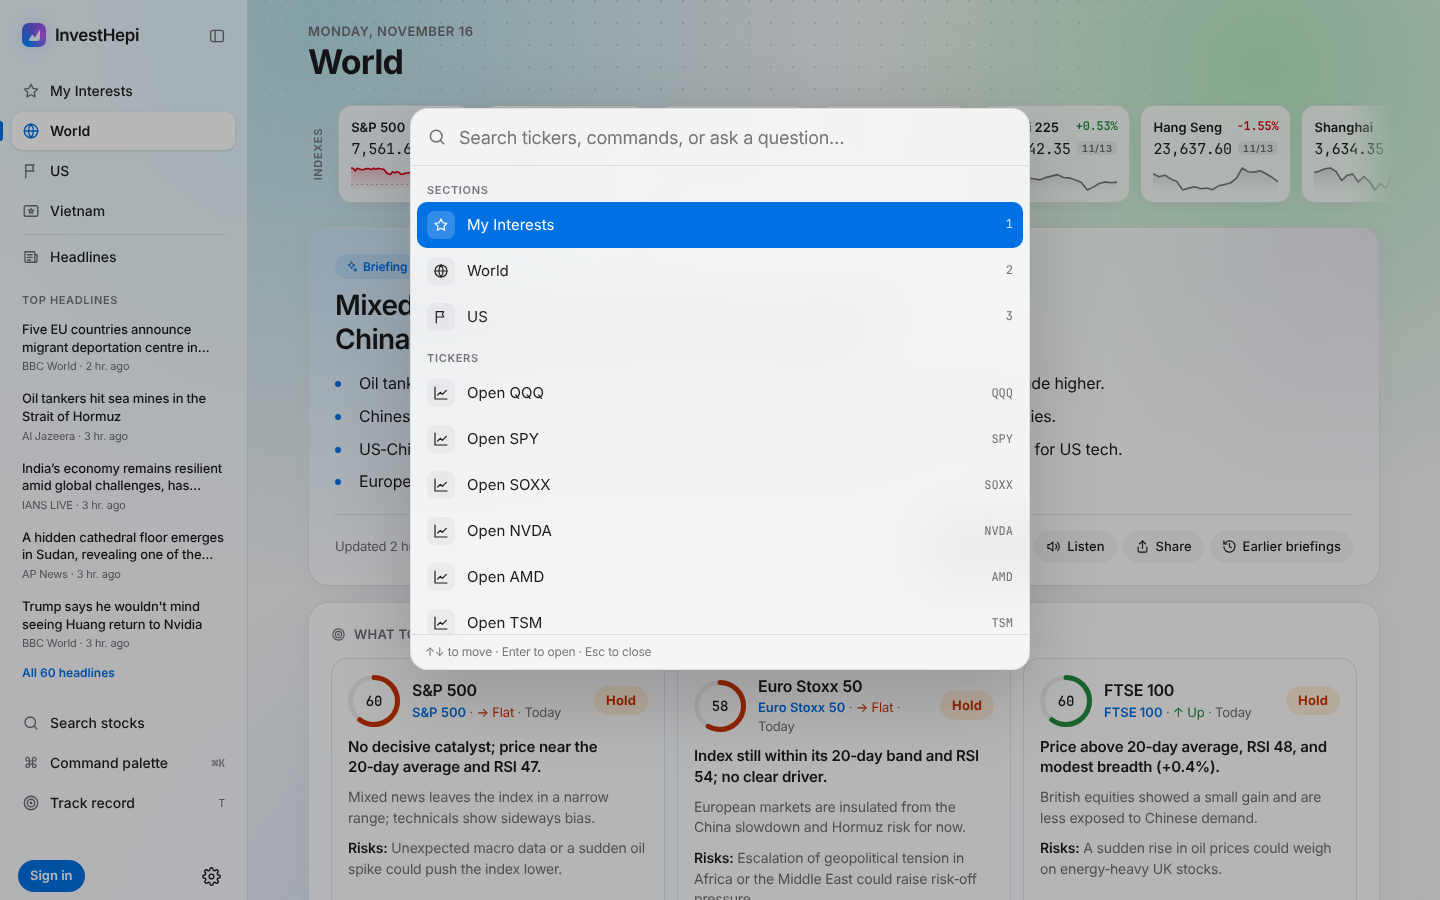 InvestHepi
My Interests
World
US
Vietnam
Headlines
TOP HEADLINES
Five EU countries announce
migrant deportation centre in...
BBC World · 2 hr. ago
Oil tankers hit sea mines in the
Strait of Hormuz
Al Jazeera · 3 hr. ago
India's economy remains resilient
amid global challenges, has...
IANS LIVE · 3 hr. ago
A hidden cathedral floor emerges
in Sudan, revealing one of the...
AP News · 3 hr. ago
Trump says he wouldn't mind
seeing Huang return to Nvidia
BBC World · 3 hr. ago
All 60 headlines
Search stocks
Command palette ⌘K
Track record T
Sign in
MONDAY, NOVEMBER 16
World
INDEXES
S&P 500
7,561.6
225 +0.53%
42.35 11/13
Hang Seng -1.55%
23,637.60 11/13
Shanghai
3,634.35
Briefing
Mixed
China
Oil tank
de higher.
Chines
ies.
US-Chi
for US tech.
Europe
Updated 2 h
Listen
Share
Earlier briefings
Search tickers, commands, or ask a question...
SECTIONS
My Interests 1
World 2
US 3
TICKERS
Open QQQ QQQ
Open SPY SPY
Open SOXX SOXX
Open NVDA NVDA
Open AMD AMD
Open TSM TSM
↑↓ to move · Enter to open · Esc to close
WHAT TO
60
S&P 500
S&P 500 · → Flat · Today
Hold
No decisive catalyst; price near the
20-day average and RSI 47.
Mixed news leaves the index in a narrow
range; technicals show sideways bias.
Risks: Unexpected macro data or a sudden oil
spike could push the index lower.
58
Euro Stoxx 50
Euro Stoxx 50 · → Flat ·
Today
Hold
Index still within its 20-day band and RSI
54; no clear driver.
European markets are insulated from the
China slowdown and Hormuz risk for now.
Risks: Escalation of geopolitical tension in
Africa or the Middle East could raise risk-off
pressure.
60
FTSE 100
FTSE 100 · ↑ Up · Today
Hold
Price above 20-day average, RSI 48, and
modest breadth (+0.4%).
British equities showed a small gain and are
less exposed to Chinese demand.
Risks: A sudden rise in oil prices could weigh
on energy-heavy UK stocks.